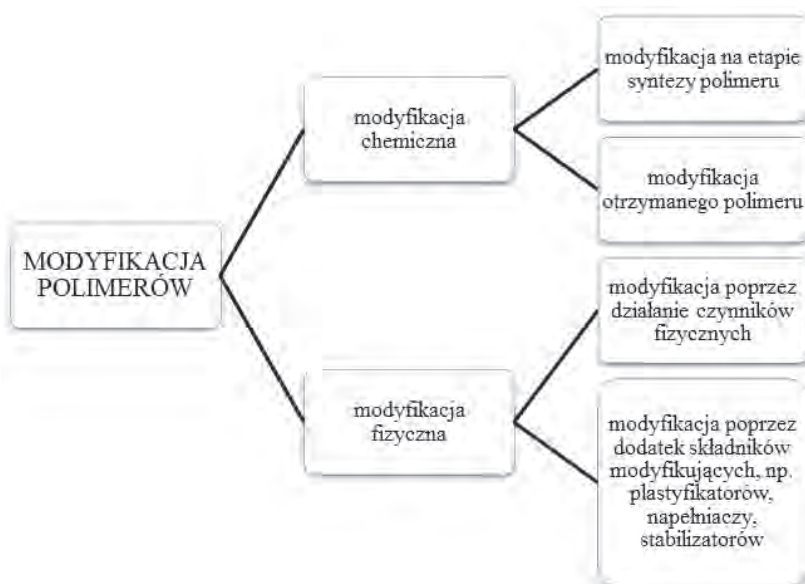 MODYFIKACJA
POLIMERÓW
modyfikacja
chemiczna
modyfikacja na etapie
syntezy polimeru
modyfikacja
otrzymanego polimeru
modyfikacja
fizyczna
modyfikacja poprzez
działanie czynników
fizycznych
modyfikacja poprzez
dodatek składników
modyfikujących, np.
plastyfikatorów,
napełniaczy,
stabilizatorów